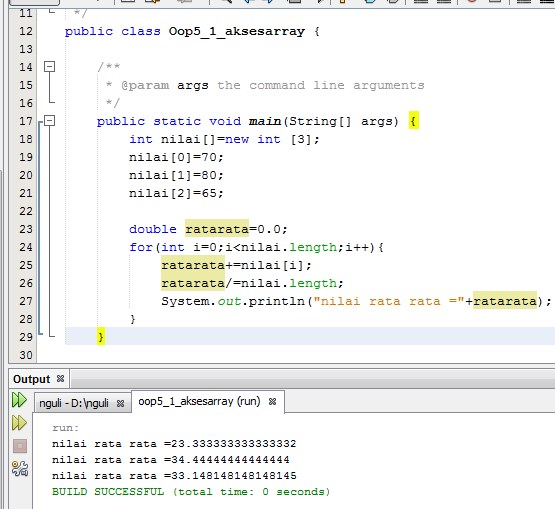 11 */
12 public class Oop5_1_aksesarray {
13
14 /**
15 * @param args the command line arguments
16 */
17 public static void main(String[] args) {
18 int nilai[]=new int [3];
19 nilai[0]=70;
20 nilai[1]=80;
21 nilai[2]=65;
22
23 double ratarata=0.0;
24 for(int i=0;i<nilai.length;i++){
25 ratarata+=nilai[i];
26 ratarata/=nilai.length;
27 System.out.println("nilai rata rata ="+ratarata);
28 }
29 }
30
Output
nguli - D:\nguli oop5_1_aksesarray (run)
run:
nilai rata rata =23.333333333333332
nilai rata rata =34.44444444444444
nilai rata rata =33.148148148148145
BUILD SUCCESSFUL (total time: 0 seconds)